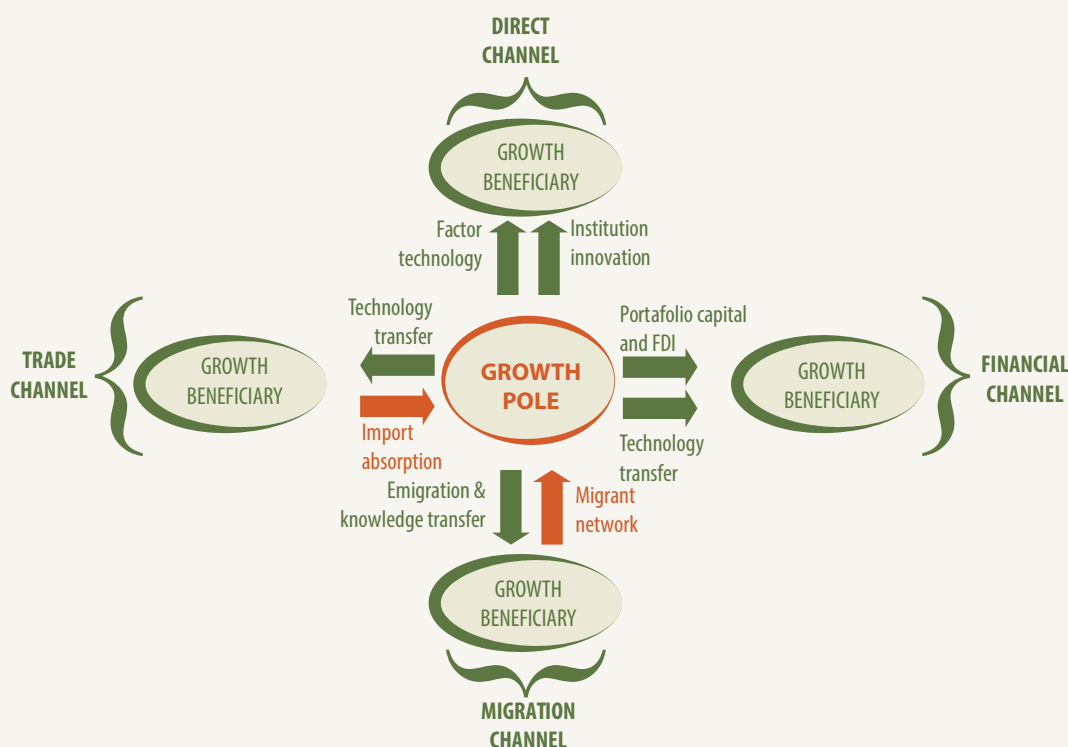 DIRECT
CHANNEL
GROWTH
BENEFICIARY
Factor
technology
Institution
innovation
Technology
transfer
Portafolio capital
and FDI
TRADE
CHANNEL
GROWTH
BENEFICIARY
GROWTH
POLE
GROWTH
BENEFICIARY
FINANCIAL
CHANNEL
Import
absorption
Technology
transfer
Emigration &
knowledge transfer
Migrant
network
GROWTH
BENEFICIARY
MIGRATION
CHANNEL